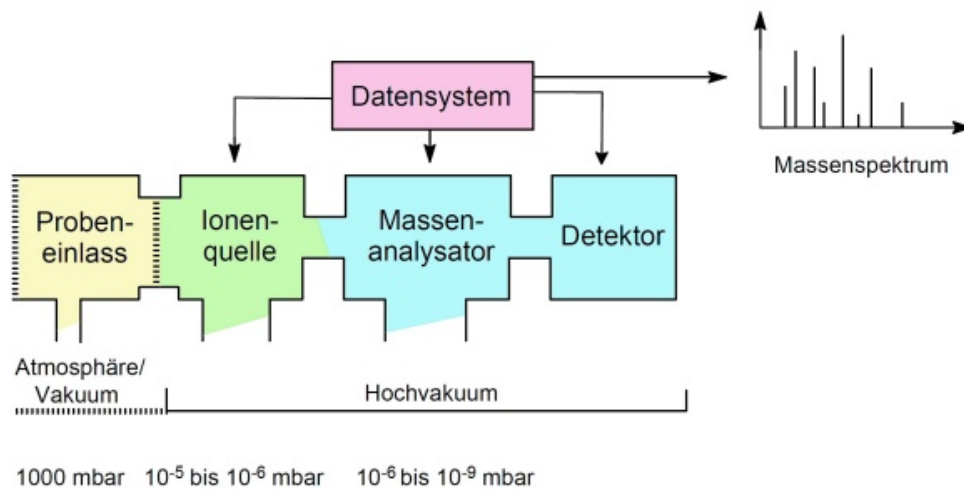 Datensystem
Massenspektrum
Proben-
einlass
Ionen-
quelle
Massen-
analysator
Detektor
Atmosphäre/
Vakuum
Hochvakuum
1000 mbar 10⁻⁵ bis 10⁻⁶ mbar 10⁻⁶ bis 10⁻⁹ mbar